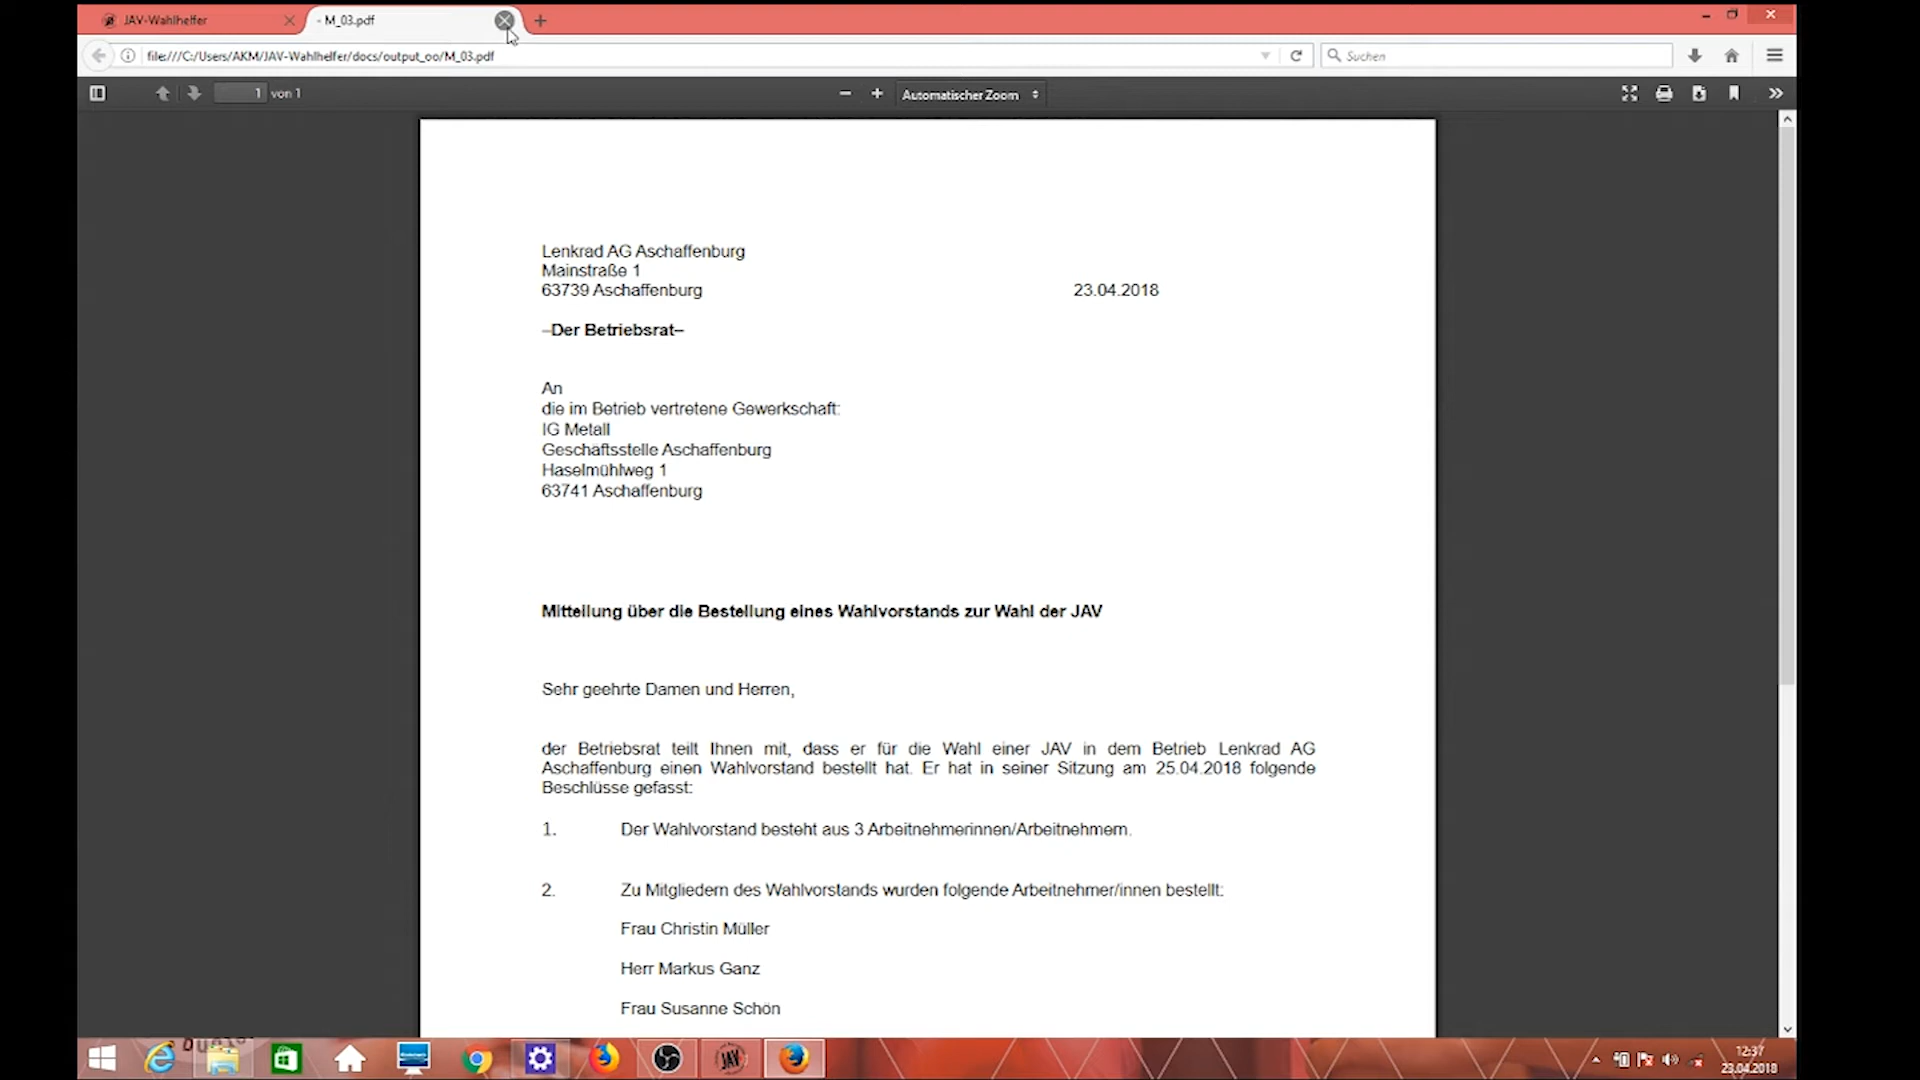 JAV-Wahlhelfer
- M_03.pdf
file:///C:/Users/AKM/JAV-Wahlhelfer/docs/output_oo/M_03.pdf
Suchen
1 von 1
Automatischer Zoom
Lenkrad AG Aschaffenburg
Mainstraße 1
63739 Aschaffenburg
23.04.2018
–Der Betriebsrat–
An
die im Betrieb vertretene Gewerkschaft:
IG Metall
Geschäftsstelle Aschaffenburg
Haselmühlweg 1
63741 Aschaffenburg
Mitteilung über die Bestellung eines Wahlvorstands zur Wahl der JAV
Sehr geehrte Damen und Herren,
der Betriebsrat teilt Ihnen mit, dass er für die Wahl einer JAV in dem Betrieb Lenkrad AG
Aschaffenburg einen Wahlvorstand bestellt hat. Er hat in seiner Sitzung am 25.04.2018 folgende
Beschlüsse gefasst:
1. Der Wahlvorstand besteht aus 3 Arbeitnehmerinnen/Arbeitnehmern.
2. Zu Mitgliedern des Wahlvorstands wurden folgende Arbeitnehmer/innen bestellt:
Frau Christin Müller
Herr Markus Ganz
Frau Susanne Schön
JAV
12:37
23.04.2018